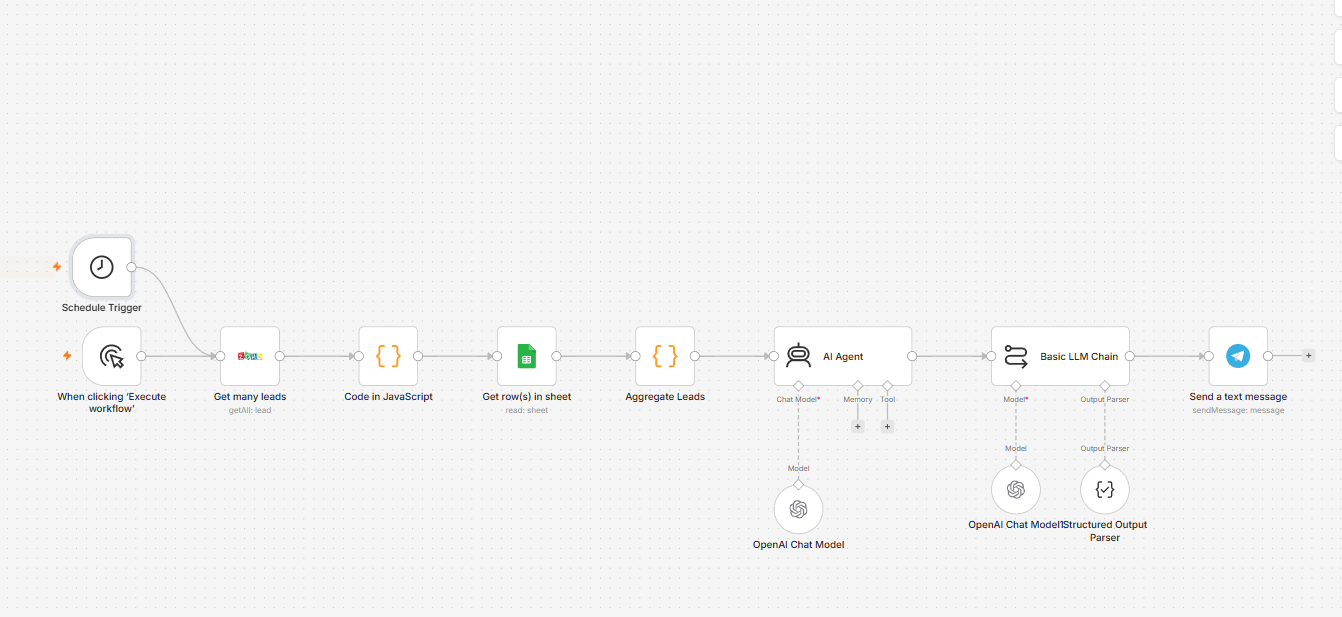 Schedule Trigger
When clicking ‘Execute
workflow’
Get many leads
getAll: lead
Code in JavaScript
Get row(s) in sheet
read: sheet
Aggregate Leads
AI Agent
Chat Model*
Memory
Tool
Model
OpenAI Chat Model
Basic LLM Chain
Model*
Output Parser
Model
Output Parser
OpenAI Chat Model1
Structured Output
Parser
Send a text message
sendMessage: message